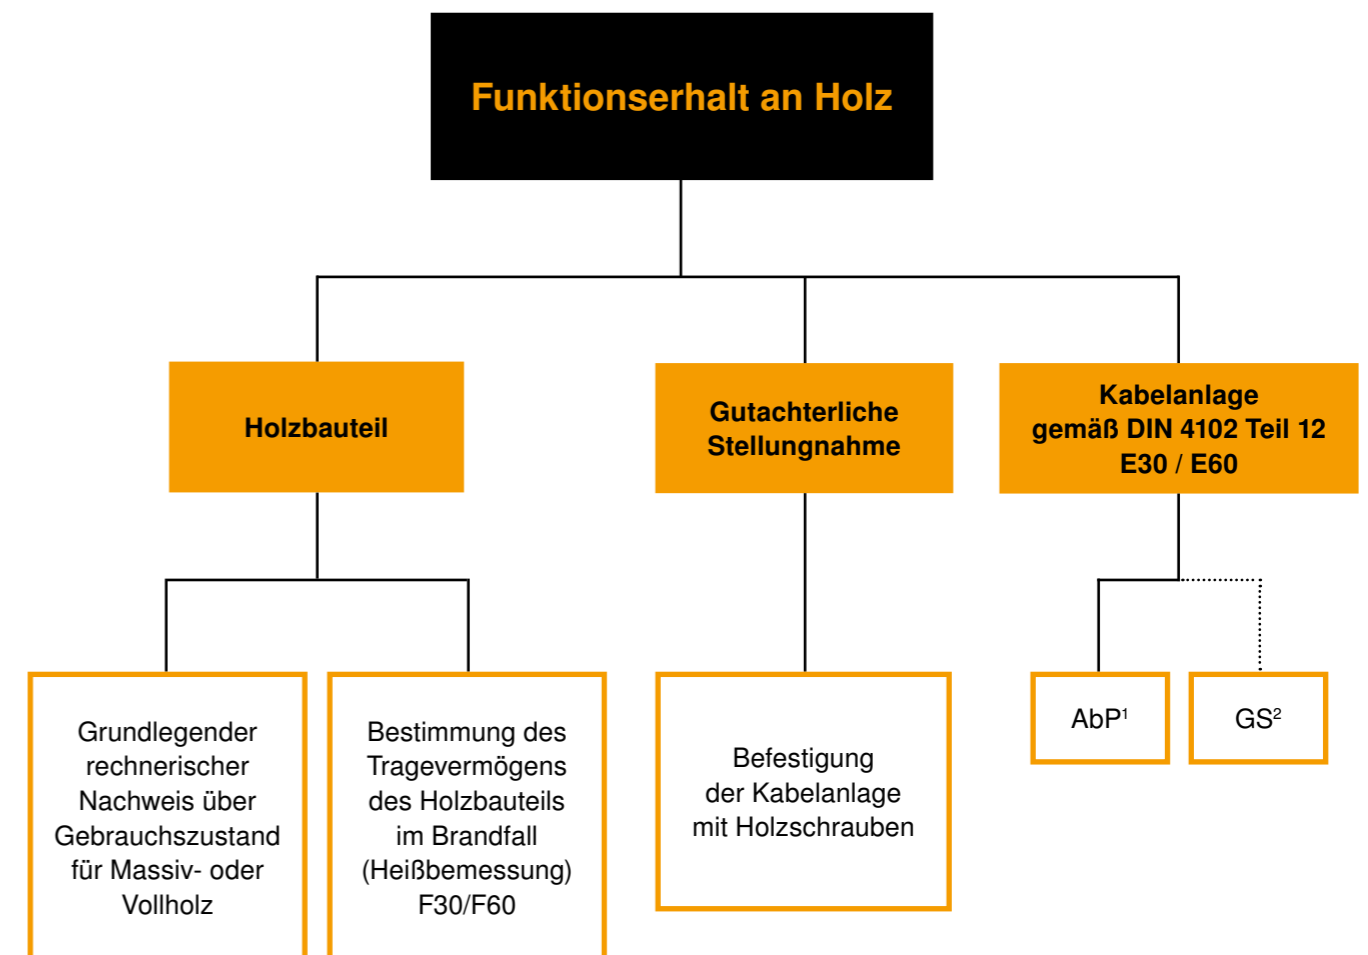 Funktionserhalt an Holz
Holzbauteil
Gutachterliche
Stellungnahme
Kabelanlage
gemäß DIN 4102 Teil 12
E30 / E60
Grundlegender
rechnerischer
Nachweis über
Gebrauchszustand
für Massiv- oder
Vollholz
Bestimmung des
Tragevermögens
des Holzbauteils
im Brandfall
(Heißbemessung)
F30/F60
Befestigung
der Kabelanlage
mit Holzschrauben
AbP¹
GS²